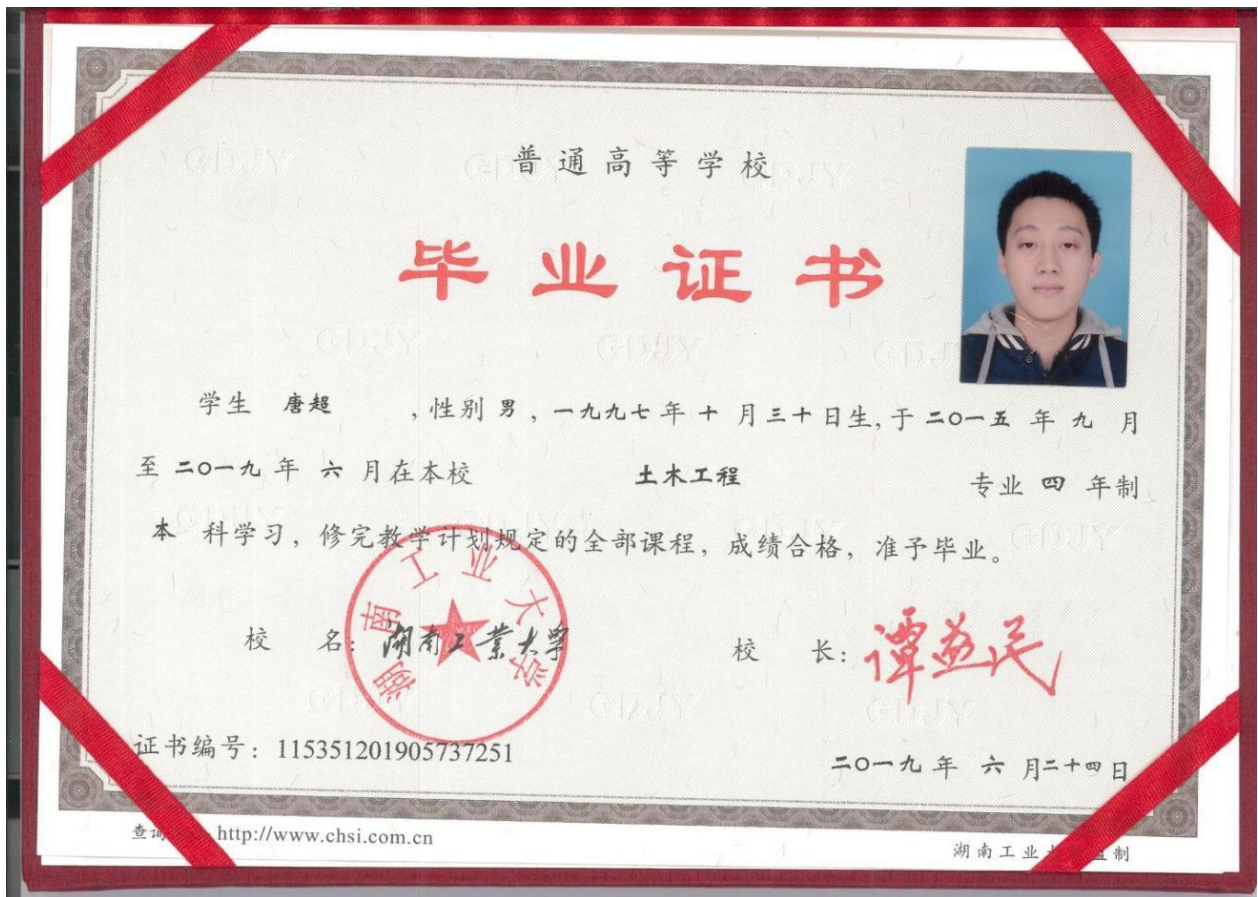 普通高等学校
毕业证书
学生 唐超 ，性别 男，一九九七年十月三十日生，于二〇一五年九月
至二〇一九年六月在本校 土木工程 专业四年制
本科学习，修完教学计划规定的全部课程，成绩合格，准予毕业。
湖南工业大学
校 名：湖南工業大學 校 长：谭益民
证书编号：115351201905737251
二〇一九年六月二十四日
查询 http://www.chsi.com.cn
湖南工业 监制